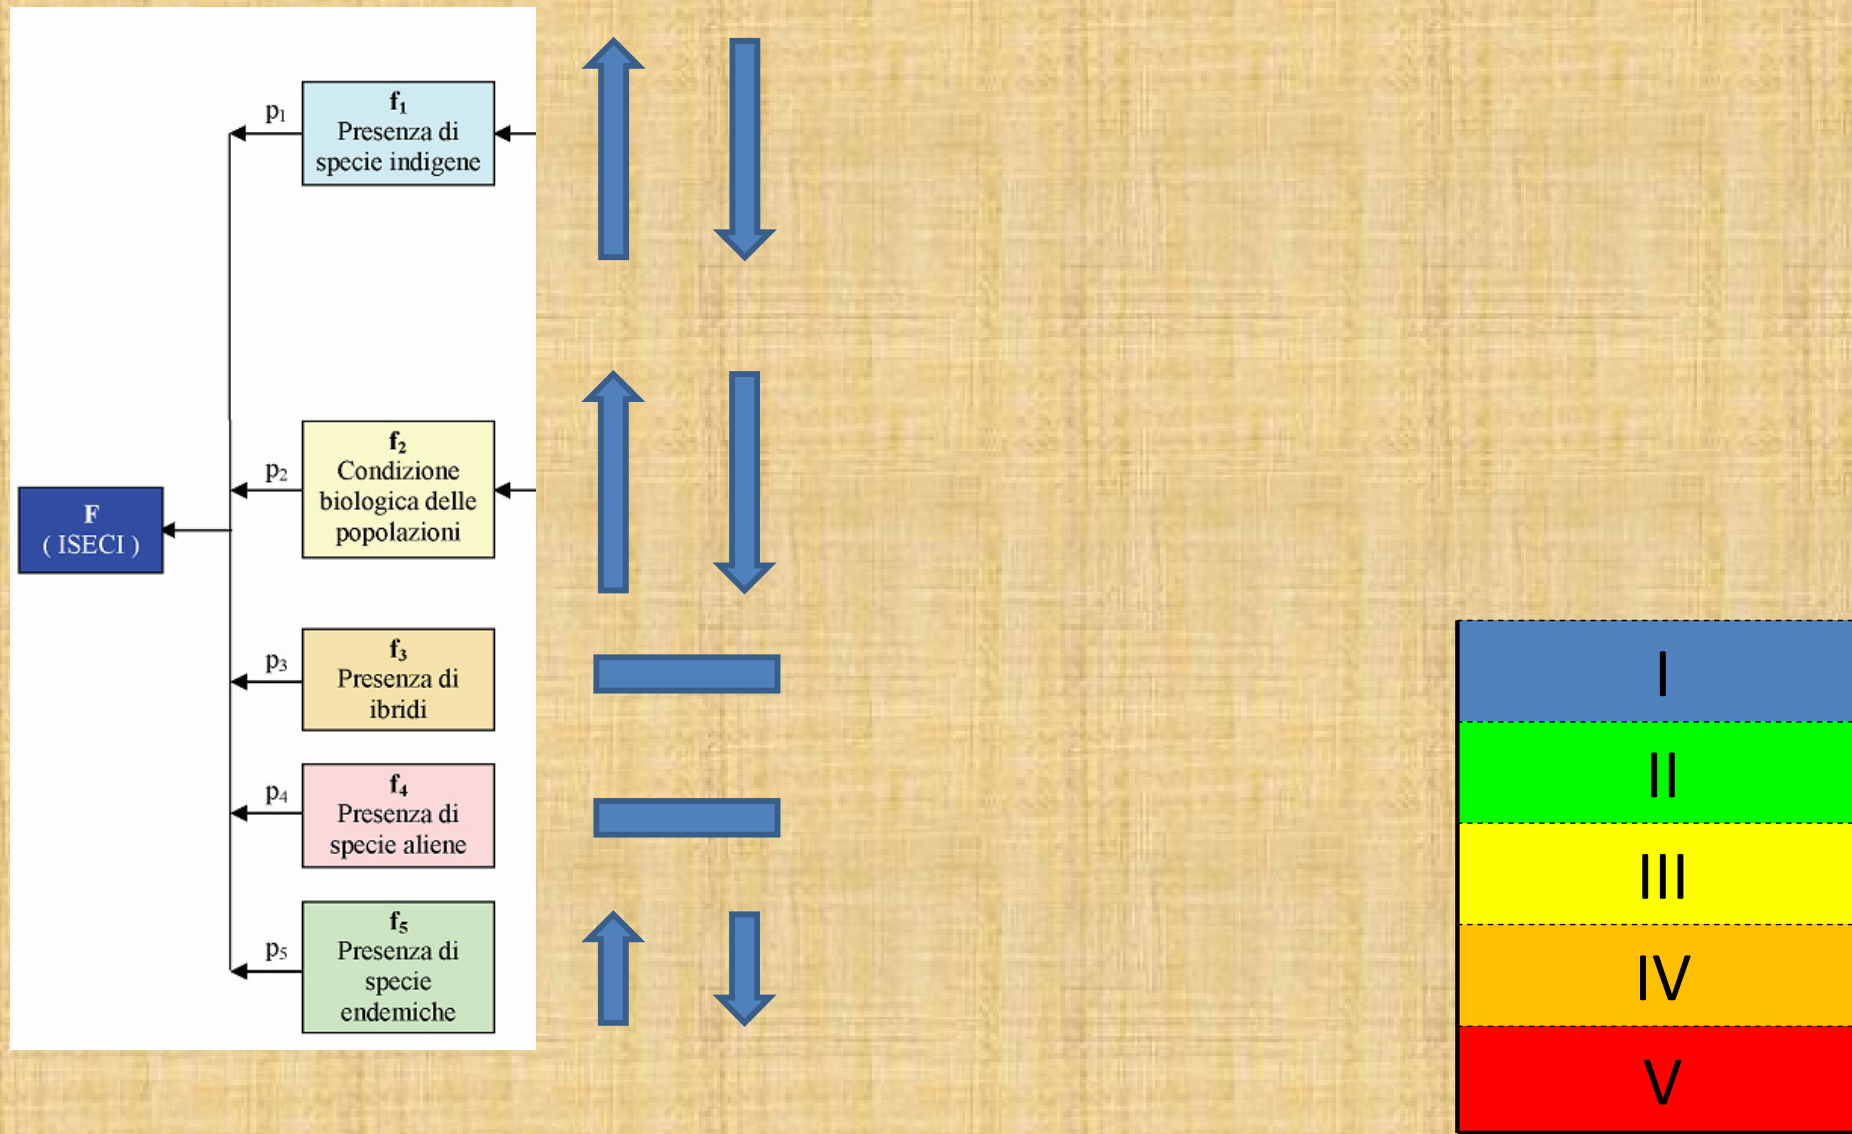 p₁
f₁
Presenza di
specie indigene
p₂
f₂
Condizione
biologica delle
popolazioni
F
( ISECI )
p₃
f₃
Presenza di
ibridi
p₄
f₄
Presenza di
specie aliene
p₅
f₅
Presenza di
specie
endemiche
I
II
III
IV
V